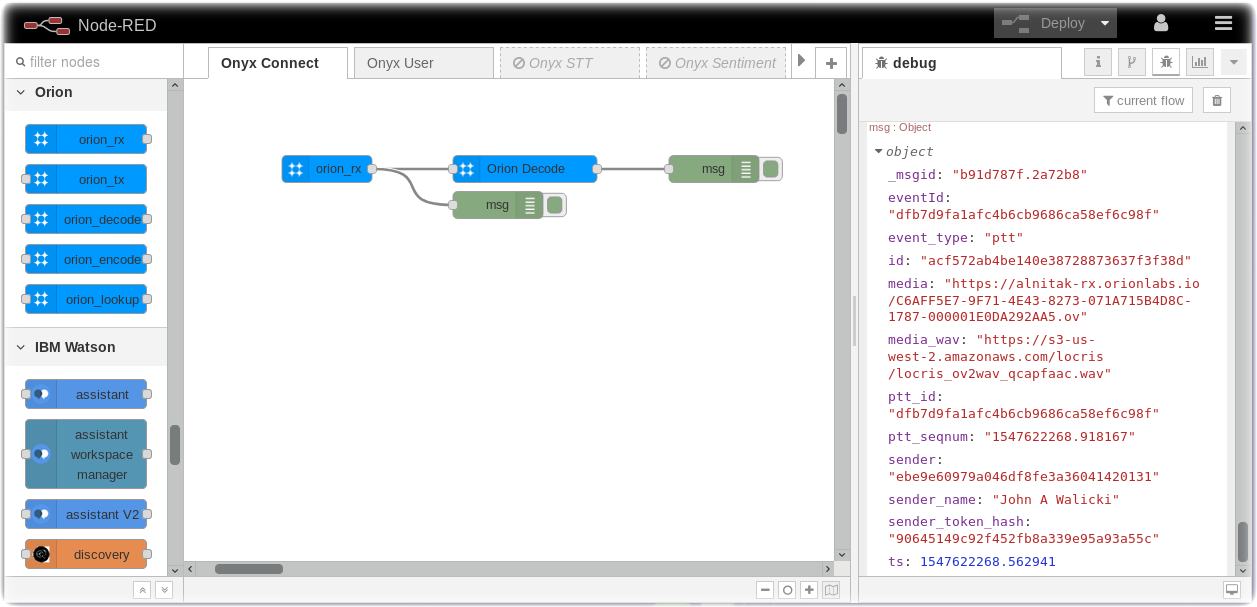 Node-RED
Deploy
filter nodes
Onyx Connect
Onyx User
Onyx STT
Onyx Sentiment
debug
i
current flow
Orion
orion_rx
orion_tx
orion_decode
orion_encode
orion_lookup
IBM Watson
assistant
assistant
workspace
manager
assistant V2
discovery
orion_rx
Orion Decode
msg
msg
msg : Object
object
_msgid: "b91d787f.2a72b8"
eventId:
"dfb7d9fa1afc4b6cb9686ca58ef6c98f"
event_type: "ptt"
id: "acf572ab4be140e38728873637f3f38d"
media: "https://alnitak-rx.orionlabs.io
/C6AFF5E7-9F71-4E43-8273-071A715B4D8C-
1787-000001E0DA292AA5.ov"
media_wav: "https://s3-us-
west-2.amazonaws.com/locris
/locris_ov2wav_qcapfaac.wav"
ptt_id:
"dfb7d9fa1afc4b6cb9686ca58ef6c98f"
ptt_seqnum: "1547622268.918167"
sender:
"ebe9e60979a046df8fe3a36041420131"
sender_name: "John A Walicki"
sender_token_hash:
"90645149c92f452fb8a339e95a93a55c"
ts: 1547622268.562941